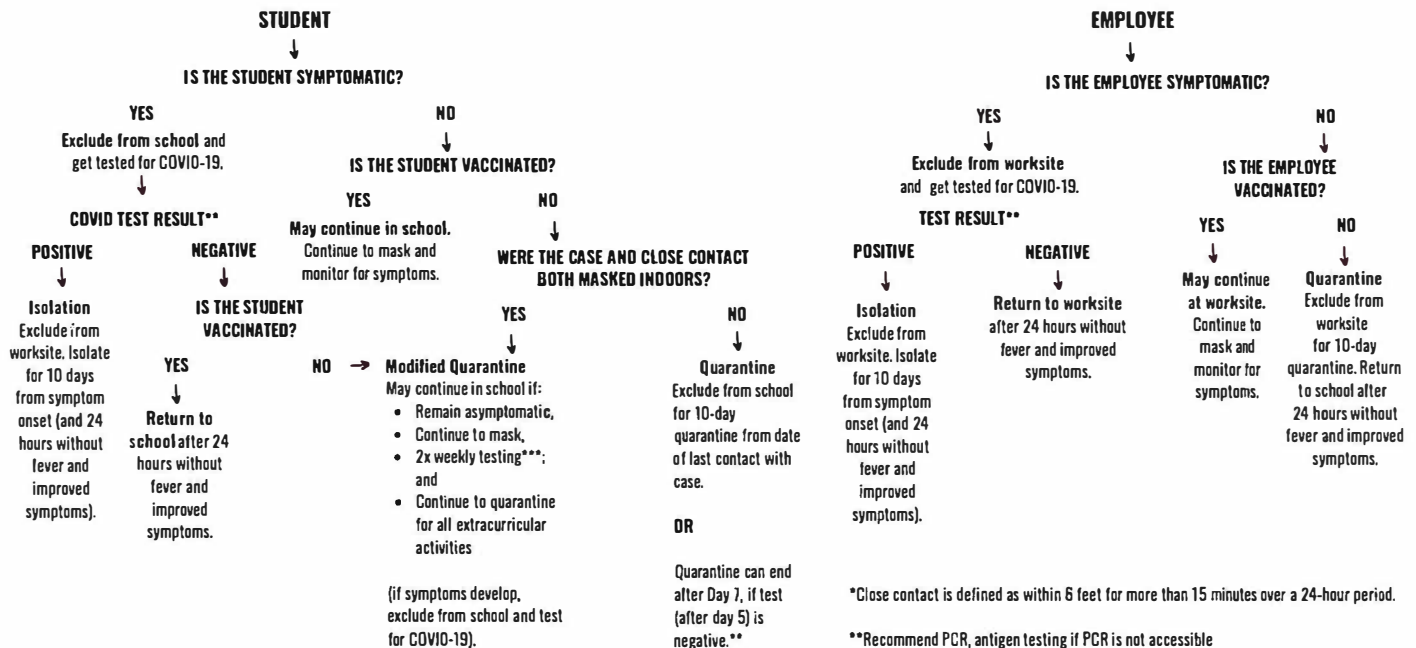 STUDENT
IS THE STUDENT SYMPTOMATIC?
YES
Exclude from school and
get tested for COVIO-19.
COVID TEST RESULT**
POSITIVE
Isolation
Exclude from
worksite. Isolate
for 10 days
from symptom
onset (and 24
hours without
fever and
improved
symptoms).
NEGATIVE
IS THE STUDENT
VACCINATED?
YES
Return to
school after 24
hours without
fever and
improved
symptoms.
NO
NO
IS THE STUDENT VACCINATED?
YES
May continue in school.
Continue to mask and
monitor for symptoms.
NO
WERE THE CASE AND CLOSE CONTACT
BOTH MASKED INDOORS?
YES
Modified Quarantine
May continue in school if:
• Remain asymptomatic,
• Continue to mask,
• 2x weekly testing***;
and
• Continue to quarantine
for all extracurricular
activities
(if symptoms develop,
exclude from school and test
for COVIO-19).
NO
Quarantine
Exclude from school
for 10-day
quarantine from date
of last contact with
case.
OR
Quarantine can end
after Day 7, if test
(after day 5) is
negative.**
EMPLOYEE
IS THE EMPLOYEE SYMPTOMATIC?
YES
Exclude from worksite
and get tested for COVIO-19.
TEST RESULT**
POSITIVE
Isolation
Exclude from
worksite. Isolate
for 10 days
from symptom
onset (and 24
hours without
fever and
improved
symptoms).
NEGATIVE
Return to worksite
after 24 hours without
fever and improved
symptoms.
NO
IS THE EMPLOYEE
VACCINATED?
YES
May continue
at worksite.
Continue to
mask and
monitor for
symptoms.
NO
Quarantine
Exclude from
worksite
for 10-day
quarantine. Return
to school after
24 hours without
fever and improved
symptoms.
*Close contact is defined as within 6 feet for more than 15 minutes over a 24-hour period.
**Recommend PCR, antigen testing if PCR is not accessible